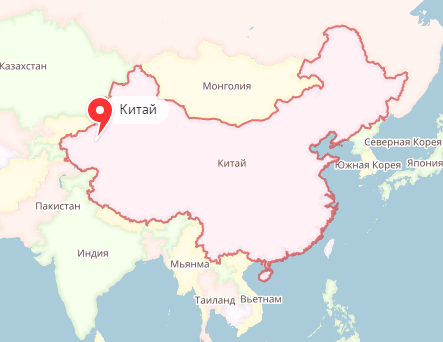 Казахстан
Монголия
Китай
Северная Корея
Китай
Южная Корея
Япония
Пакистан
Индия
Мьянма
Таиланд
Вьетнам